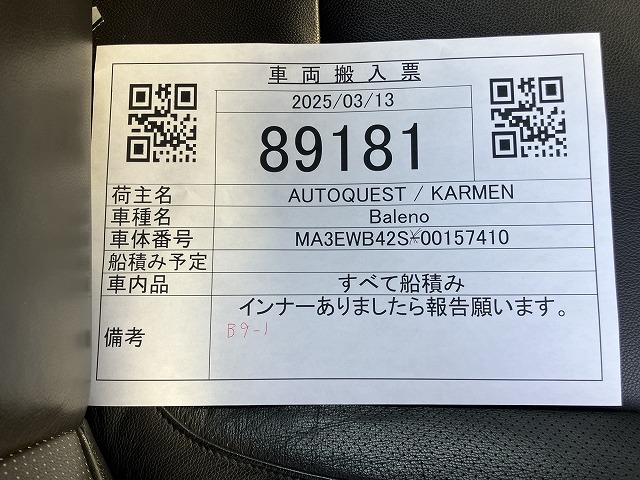 車両搬入票
2025/03/13
89181
荷主名 AUTOQUEST / KARMEN
車種名 Baleno
車体番号 MA3EWB42S*00157410
船積み予定
車内品 すべて船積み
備考 インナーありましたら報告願います。
B9-1